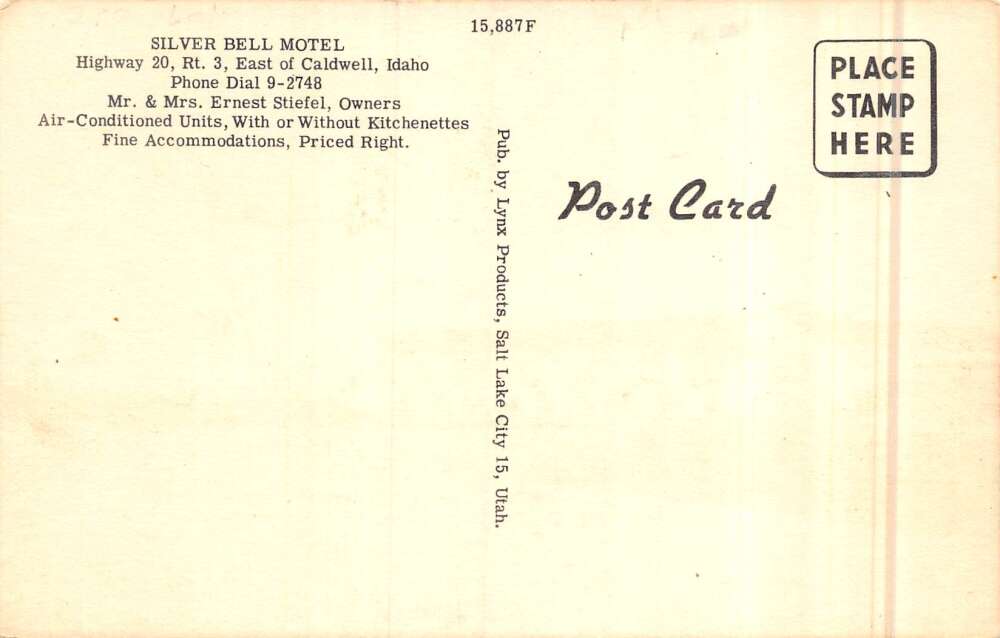 15,887F
SILVER BELL MOTEL
Highway 20, Rt. 3, East of Caldwell, Idaho
Phone Dial 9-2748
Mr. & Mrs. Ernest Stiefel, Owners
Air-Conditioned Units, With or Without Kitchenettes
Fine Accommodations, Priced Right.
Pub. by Lynx Products, Salt Lake City 15, Utah.
Post Card
PLACE
STAMP
HERE